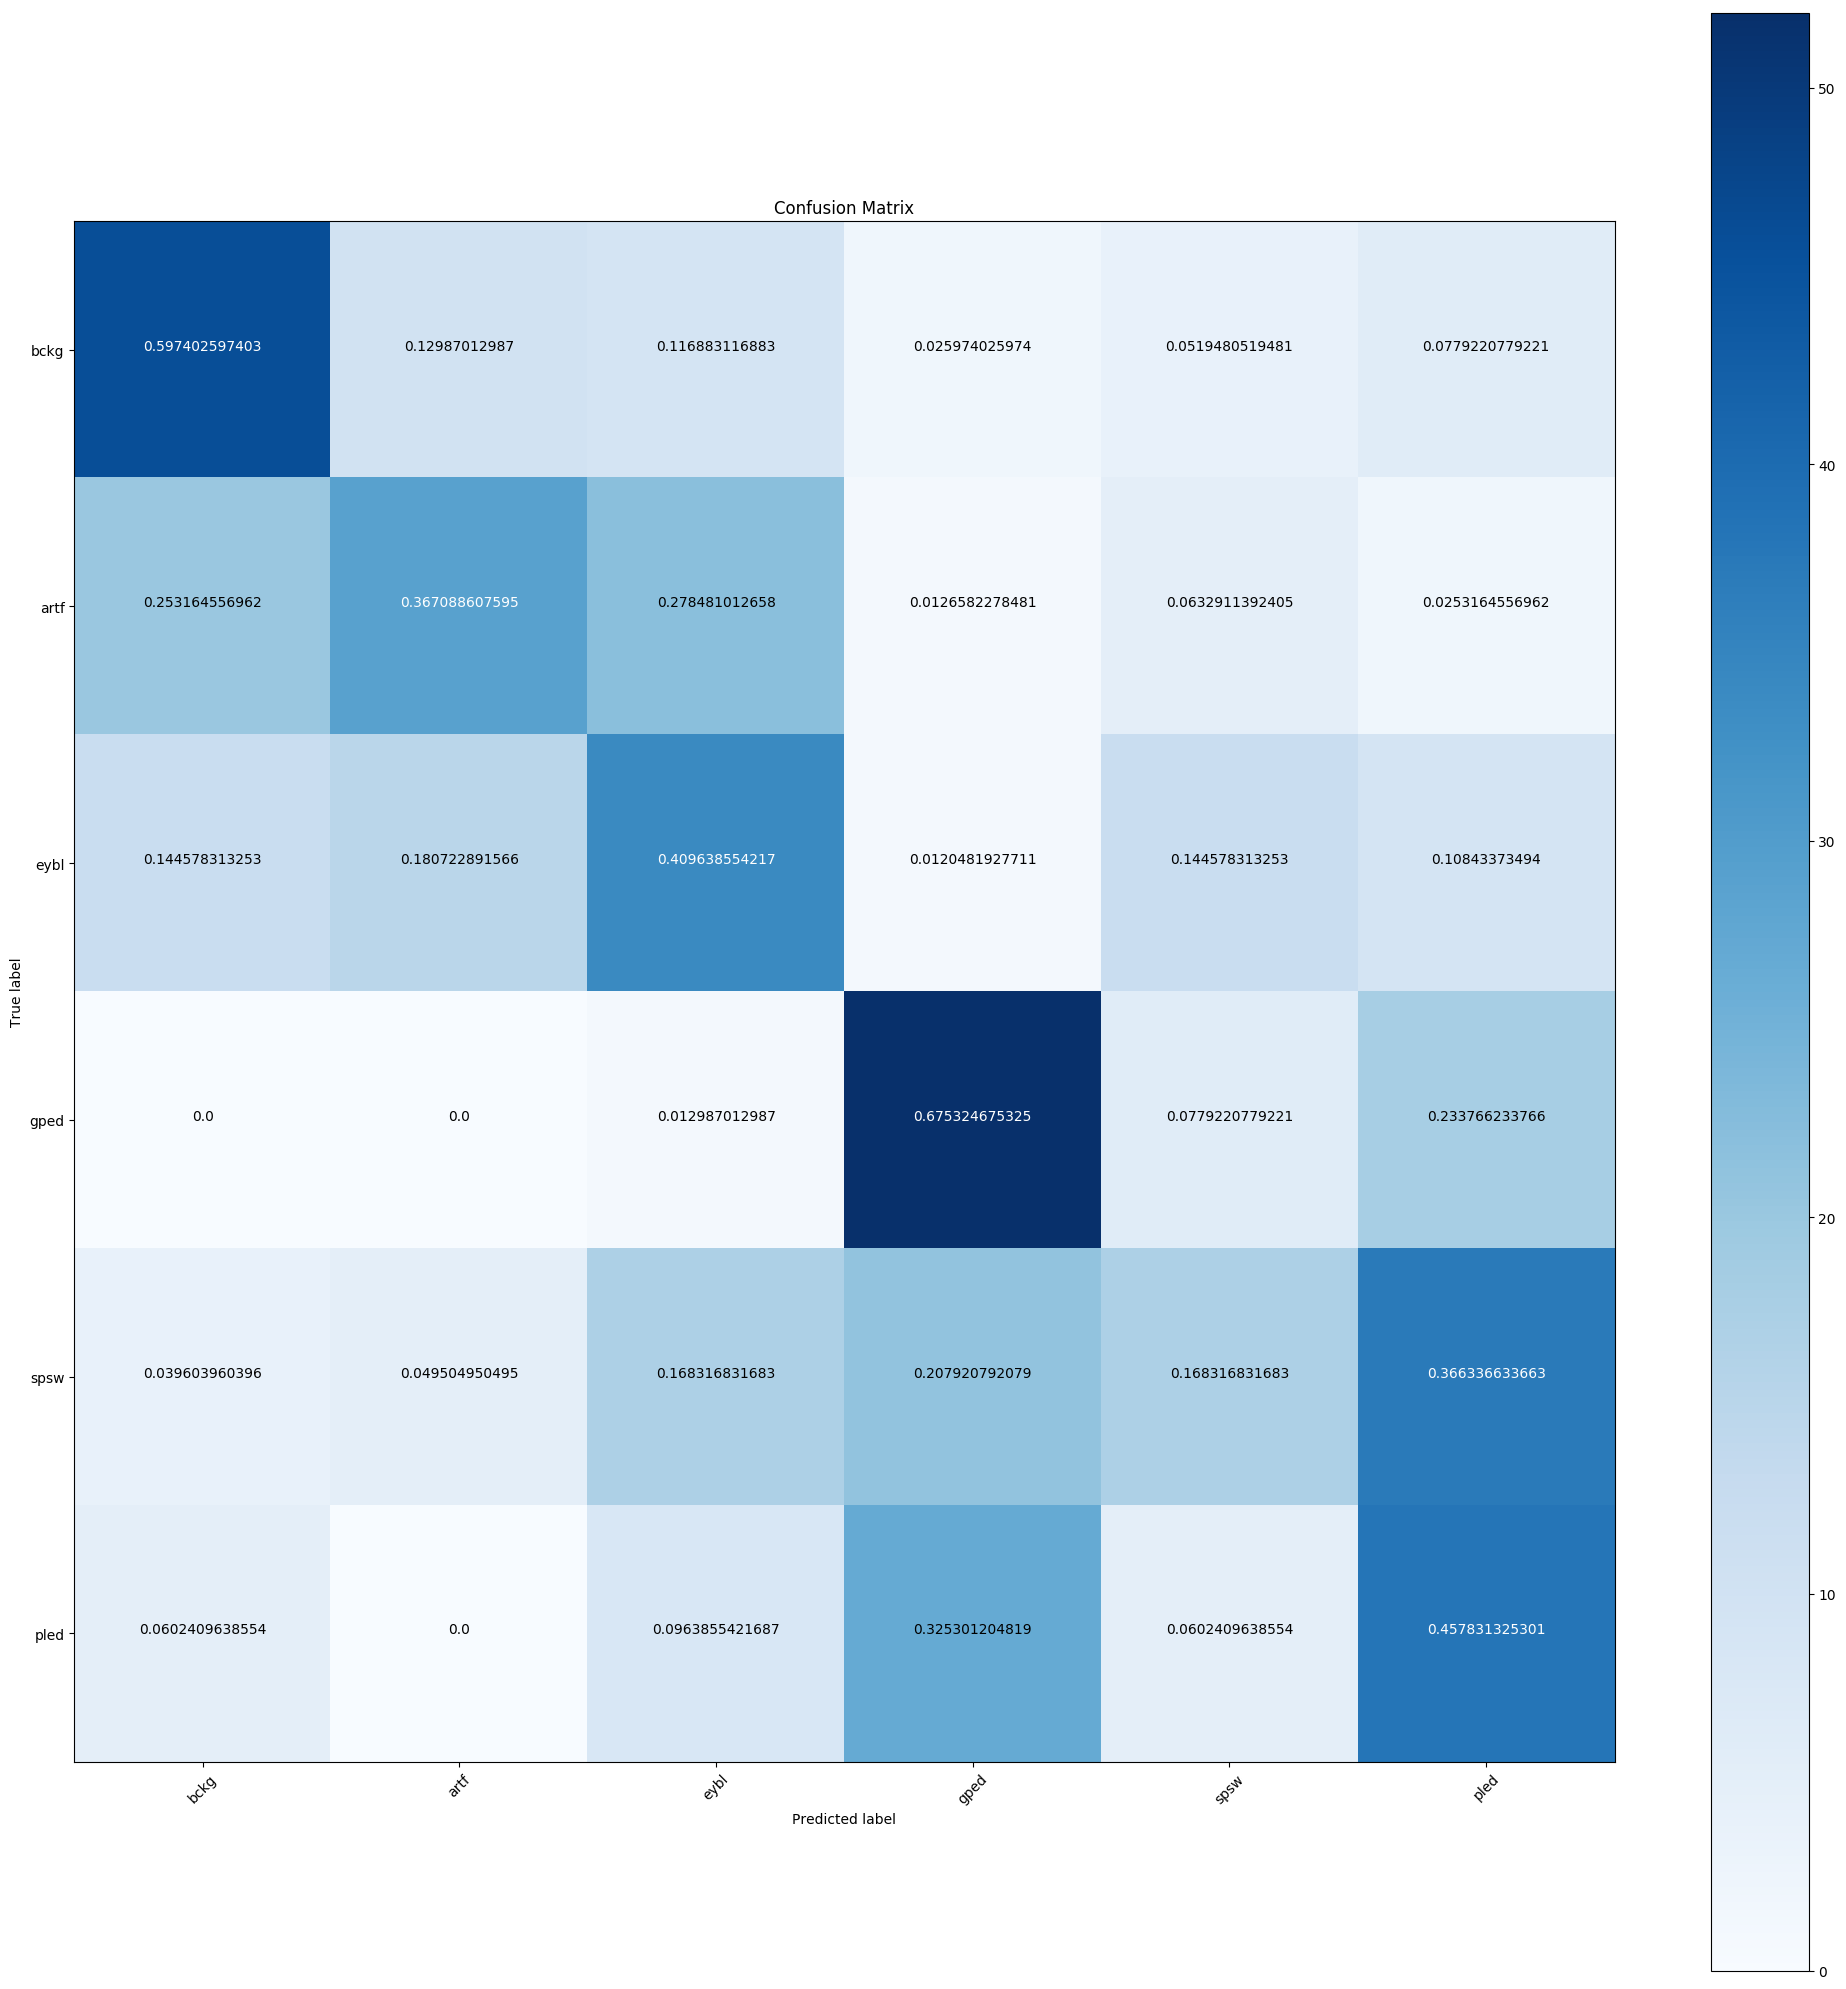 Confusion Matrix
bckg 0.597402597403 0.12987012987 0.116883116883 0.025974025974 0.0519480519481 0.0779220779221
artf 0.253164556962 0.367088607595 0.278481012658 0.0126582278481 0.0632911392405 0.0253164556962
eybl 0.144578313253 0.180722891566 0.409638554217 0.0120481927711 0.144578313253 0.10843373494
gped 0.0 0.0 0.012987012987 0.675324675325 0.0779220779221 0.233766233766
spsw 0.039603960396 0.049504950495 0.168316831683 0.207920792079 0.168316831683 0.366336633663
pled 0.0602409638554 0.0 0.0963855421687 0.325301204819 0.0602409638554 0.457831325301
True label
bckg artf eybl gped spsw pled
Predicted label
50
40
30
20
10
0